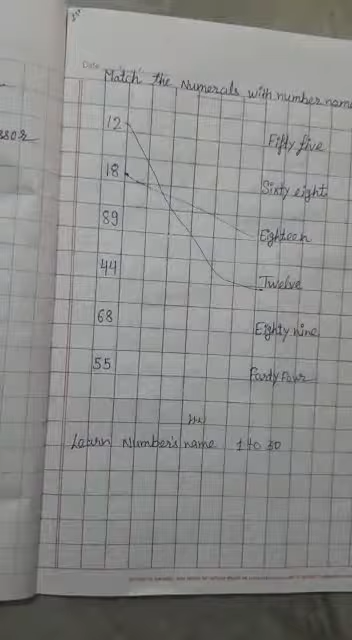 Date
Match the Numerals with number name
12 Fifty five
18 Sixty eight
89 Eighteen
44 Twelve
68 Eighty nine
55 Forty Four
H.W
Learn Number's name 1 to 50